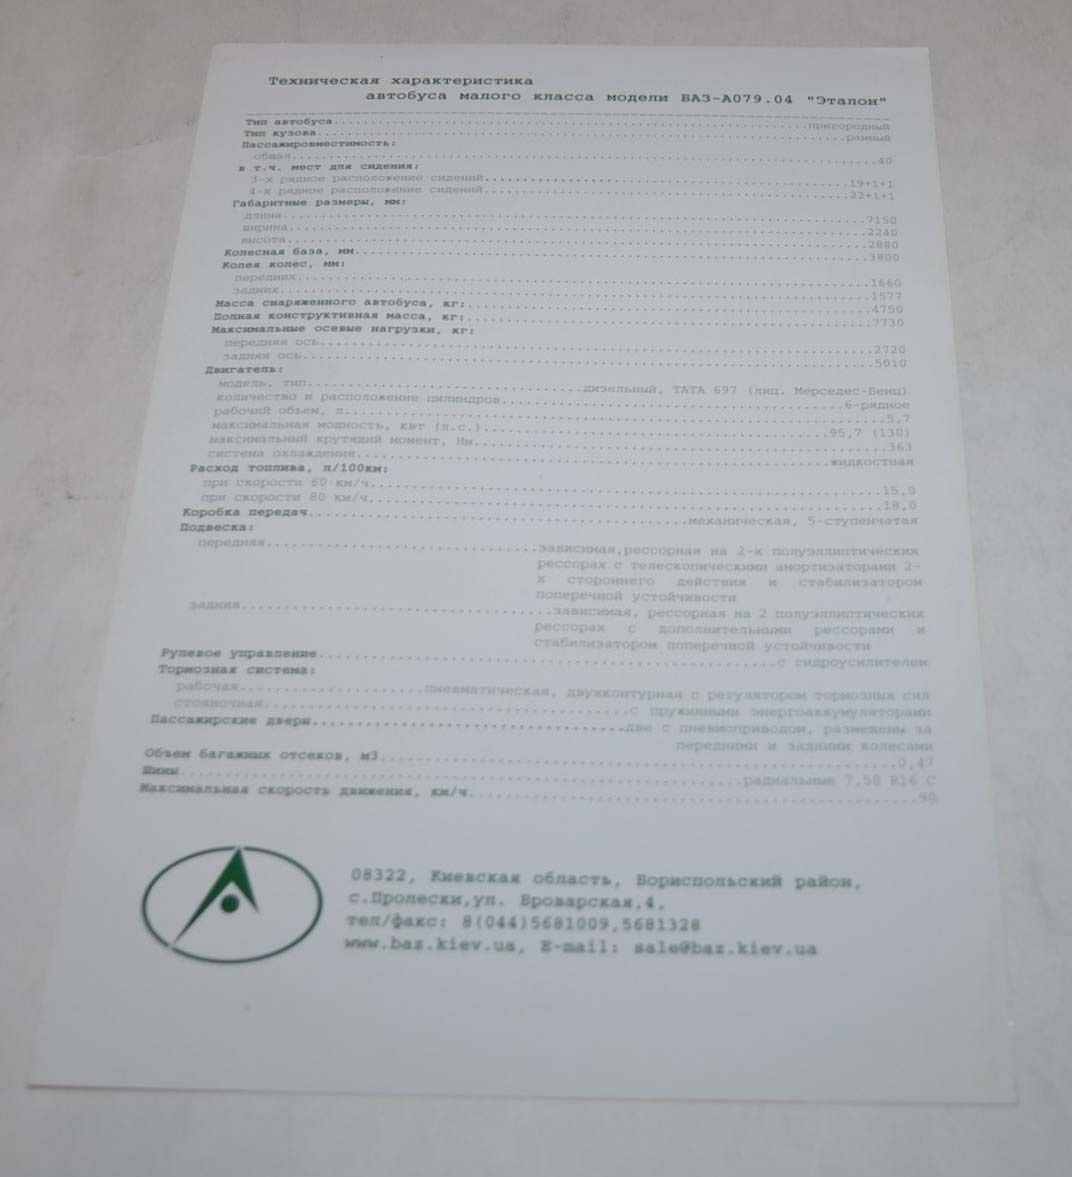 Техническая характеристика
автобуса малого класса модели БАЗ-А079.04 "Эталон"
Тип автобуса...пригородный
Тип кузова...рамный
Пассажировместимость:
общая...40
в т.ч. мест для сидения:
3-х рядное расположение сидений...19+1+1
4-х рядное расположение сидений...22+1+1
Габаритные размеры, мм:
длина...7150
ширина...2240
высота...2880
Колесная база, мм...3800
Колея колес, мм:
передних...1660
задних...1577
Масса снаряженного автобуса, кг:...4750
Полная конструктивная масса, кг:...7730
Максимальные осевые нагрузки, кг:
передняя ось...2720
задняя ось...5010
Двигатель:
модель, тип...дизельный, ТАТА 697 (лиц. Мерседес-Бенц)
количество и расположение цилиндров...6-рядное
рабочий объем, л...5,7
максимальная мощность, квт (л.с.)...95,7 (130)
максимальный крутящий момент, Нм...363
система охлаждения...жидкостная
Расход топлива, л/100км:
при скорости 60 км/ч...15,0
при скорости 80 км/ч...18,0
Коробка передач...механическая, 5-ступенчатая
Подвеска:
передняя...зависимая,рессорная на 2-х полуэллиптических
рессорах с телескопическими амортизаторами 2-
х стороннего действия и стабилизатором
поперечной устойчивости
задняя...зависимая, рессорная на 2 полуэллиптических
рессорах с дополнительными рессорами и
стабилизатором поперечной устойчивости
Рулевое управление...с гидроусилителем
Тормозная система:
рабочая...пневматическая, двухконтурная с регулятором тормозных сил
стояночная...с пружинными энергоаккумуляторами
Пассажирские двери...две с пневмоприводом, размещены за
передними и задними колесами
Объем багажных отсеков, м3...0,47
Шины...радиальные 7,50 R16 C
Максимальная скорость движения, км/ч...90
08322, Киевская область, Бориспольский район,
с.Пролески,ул. Броварская,4,
тел/факс: 8(044)5681009,5681328
www.baz.kiev.ua, E-mail: sale@baz.kiev.ua